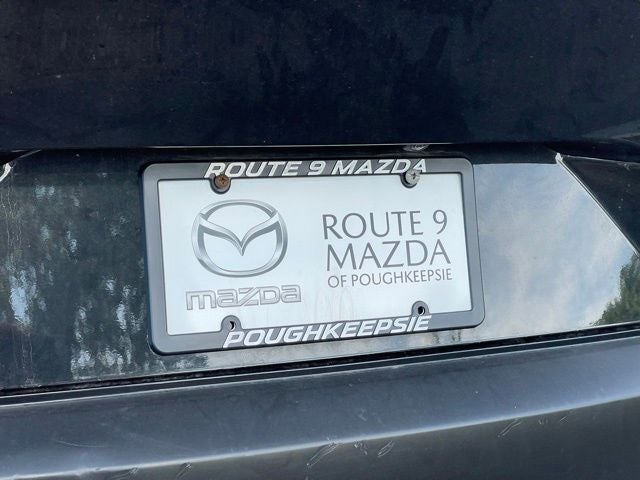 ROUTE 9 MAZDA
ROUTE 9
MAZDA
OF POUGHKEEPSIE
mazda
POUGHKEEPSIE